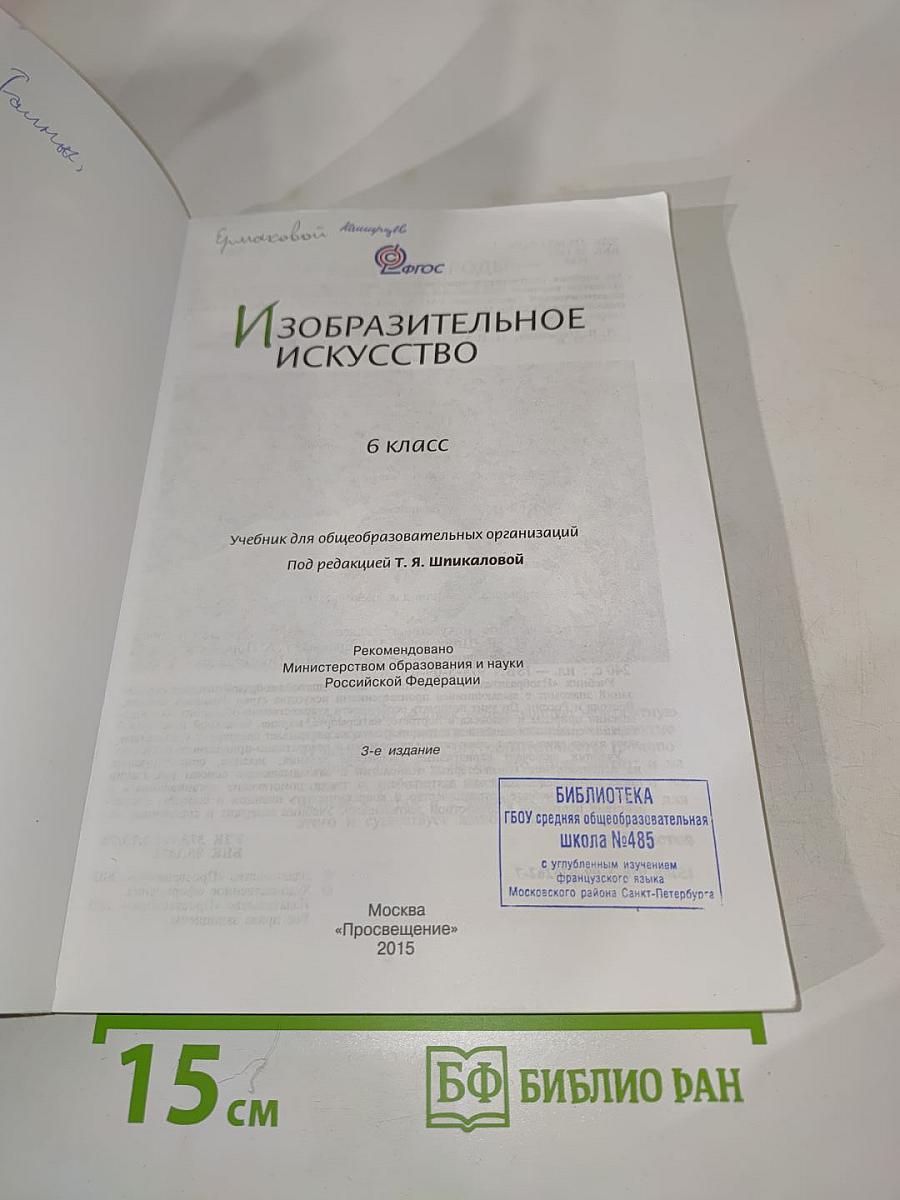 Ермаковой
ФГОС
ИЗОБРАЗИТЕЛЬНОЕ
ИСКУССТВО
6 класс
Учебник для общеобразовательных организаций
Под редакцией Т. Я. Шпикаловой
Рекомендовано
Министерством образования и науки
Российской Федерации
3-е издание
БИБЛИОТЕКА
ГБОУ средняя общеобразовательная
школа №485
с углубленным изучением
французского языка
Московского района Санкт-Петербурга
Москва
«Просвещение»
2015
15 см
БФ БИБЛИО ФАН